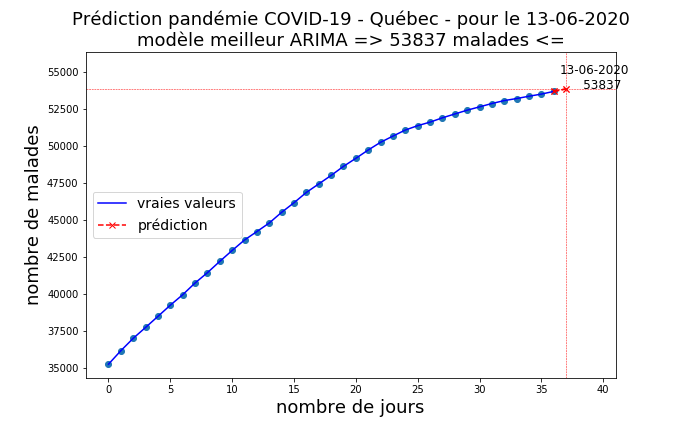 Prédiction pandémie COVID-19 - Québec - pour le 13-06-2020
modèle meilleur ARIMA => 53837 malades <=
13-06-2020
53837
55000
52500
50000
47500
45000
42500
40000
37500
35000
nombre de malades
vraies valeurs
prédiction
0 5 10 15 20 25 30 35 40
nombre de jours